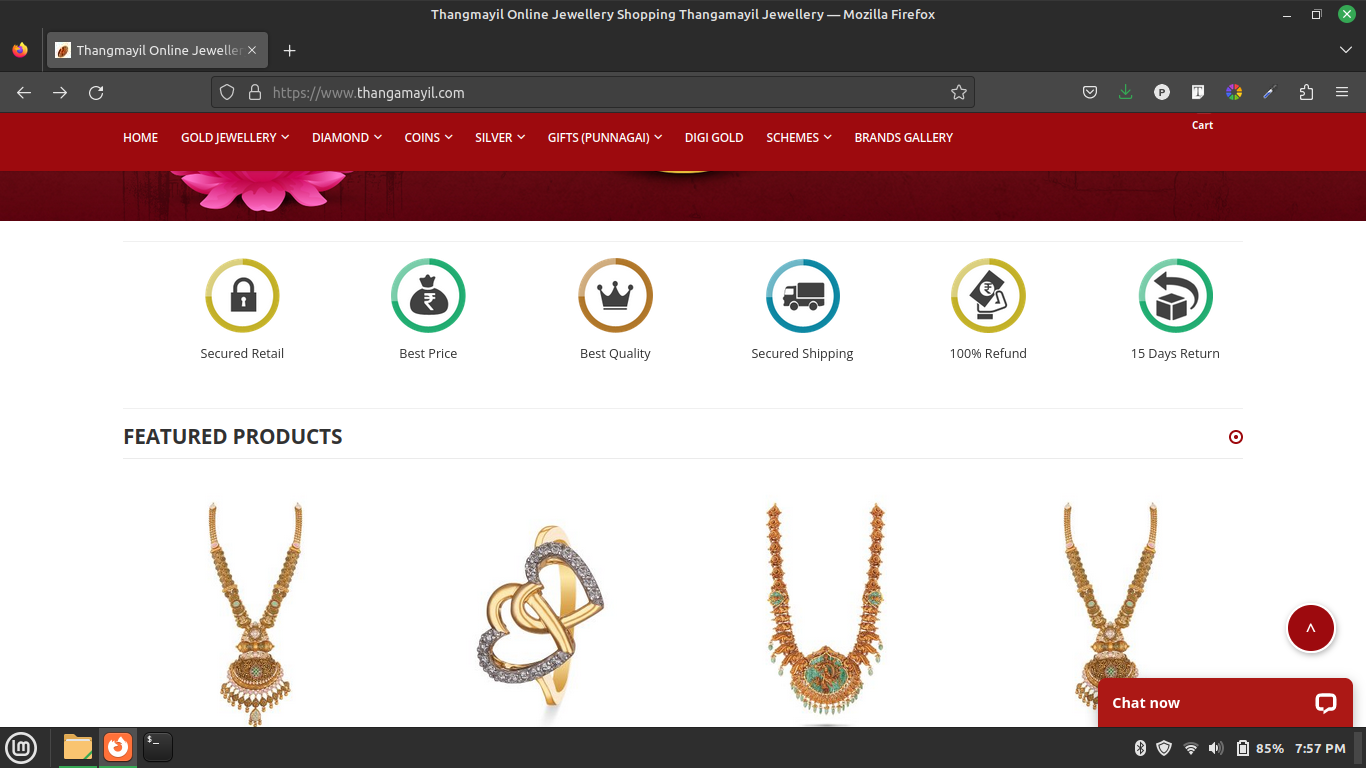 Thangmayil Online Jewellery Shopping Thangamayil Jewellery — Mozilla Firefox
Thangmayil Online Jeweller
https://www.thangamayil.com
HOME GOLD JEWELLERY DIAMOND COINS SILVER GIFTS (PUNNAGAI) DIGI GOLD SCHEMES BRANDS GALLERY Cart
Secured Retail Best Price Best Quality Secured Shipping 100% Refund 15 Days Return
FEATURED PRODUCTS
Chat now
85% 7:57 PM